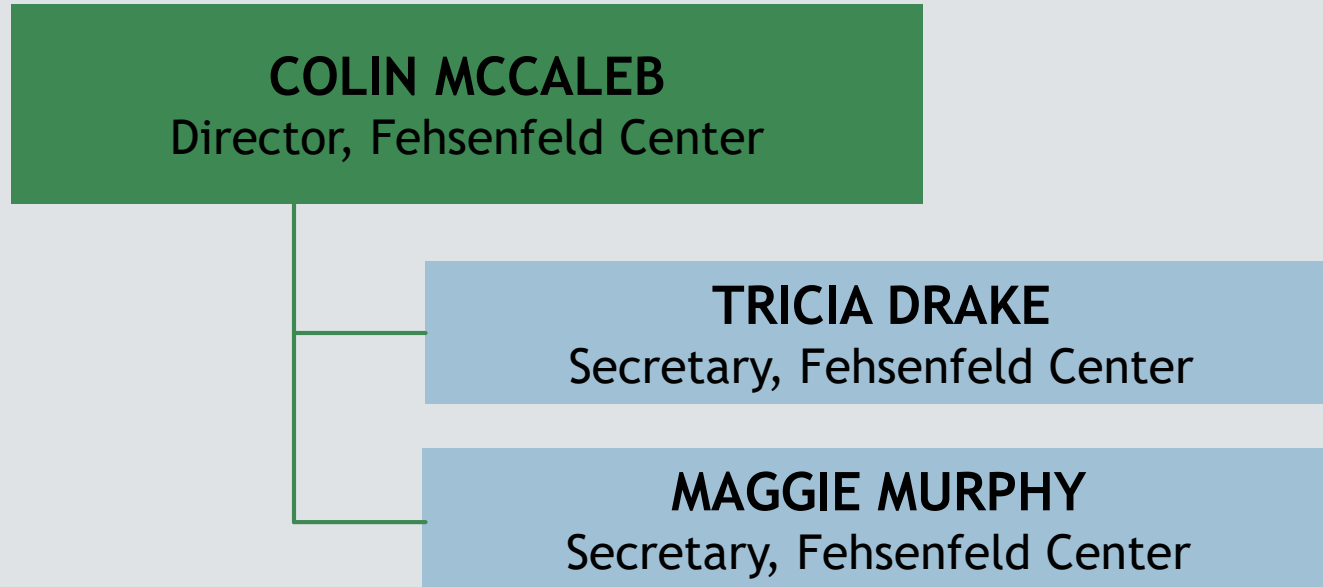 COLIN MCCALEB
Director, Fehsenfeld Center
TRICIA DRAKE
Secretary, Fehsenfeld Center
MAGGIE MURPHY
Secretary, Fehsenfeld Center